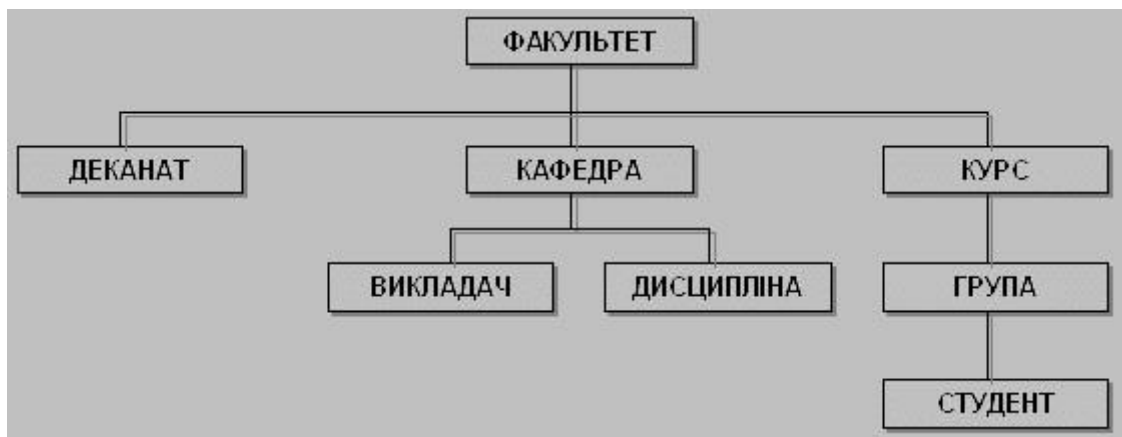 ФАКУЛЬТЕТ
ДЕКАНАТ
КАФЕДРА
КУРС
ВИКЛАДАЧ
ДИСЦИПЛІНА
ГРУПА
СТУДЕНТ